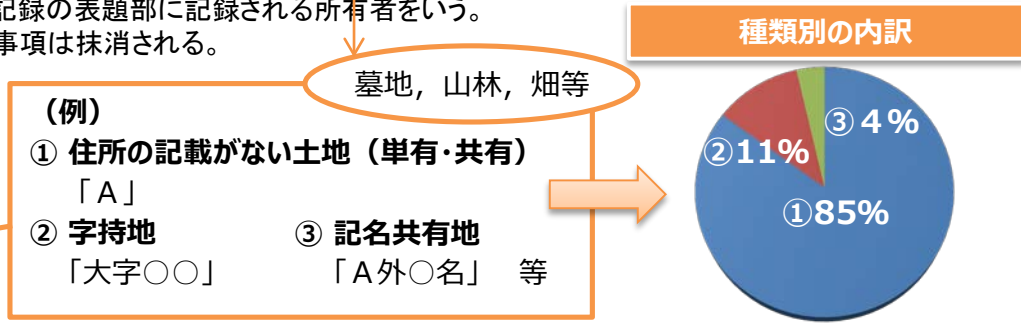 記録の表題部に記録される所有者をいう。
事項は抹消される。
種類別の内訳
墓地，山林，畑等
（例）
① 住所の記載がない土地（単有・共有）
「Ａ」
② 字持地
③ 記名共有地
「大字○○」
「Ａ外○名」 等
③４%
②11%
①85%